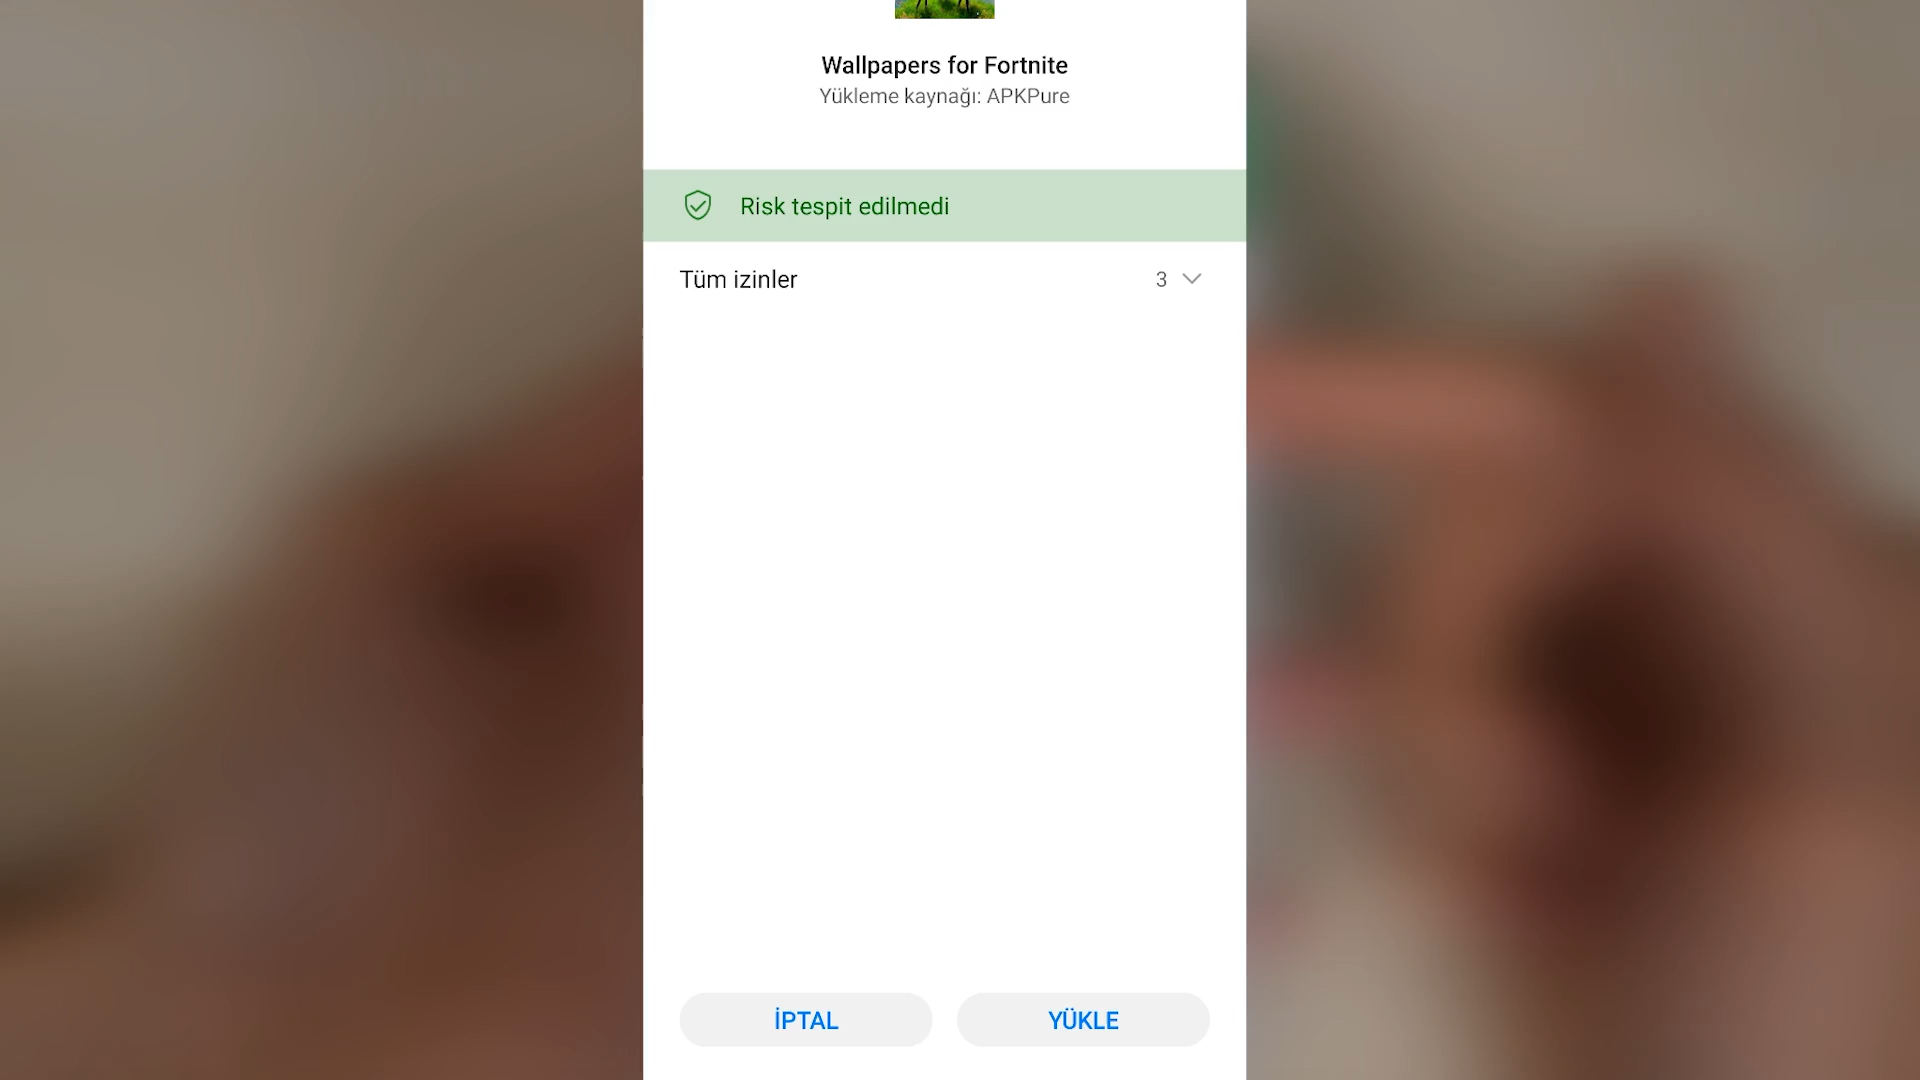 Wallpapers for Fortnite
Yükleme kaynağı: APKPure
Risk tespit edilmedi
Tüm izinler 3
İPTAL YÜKLE